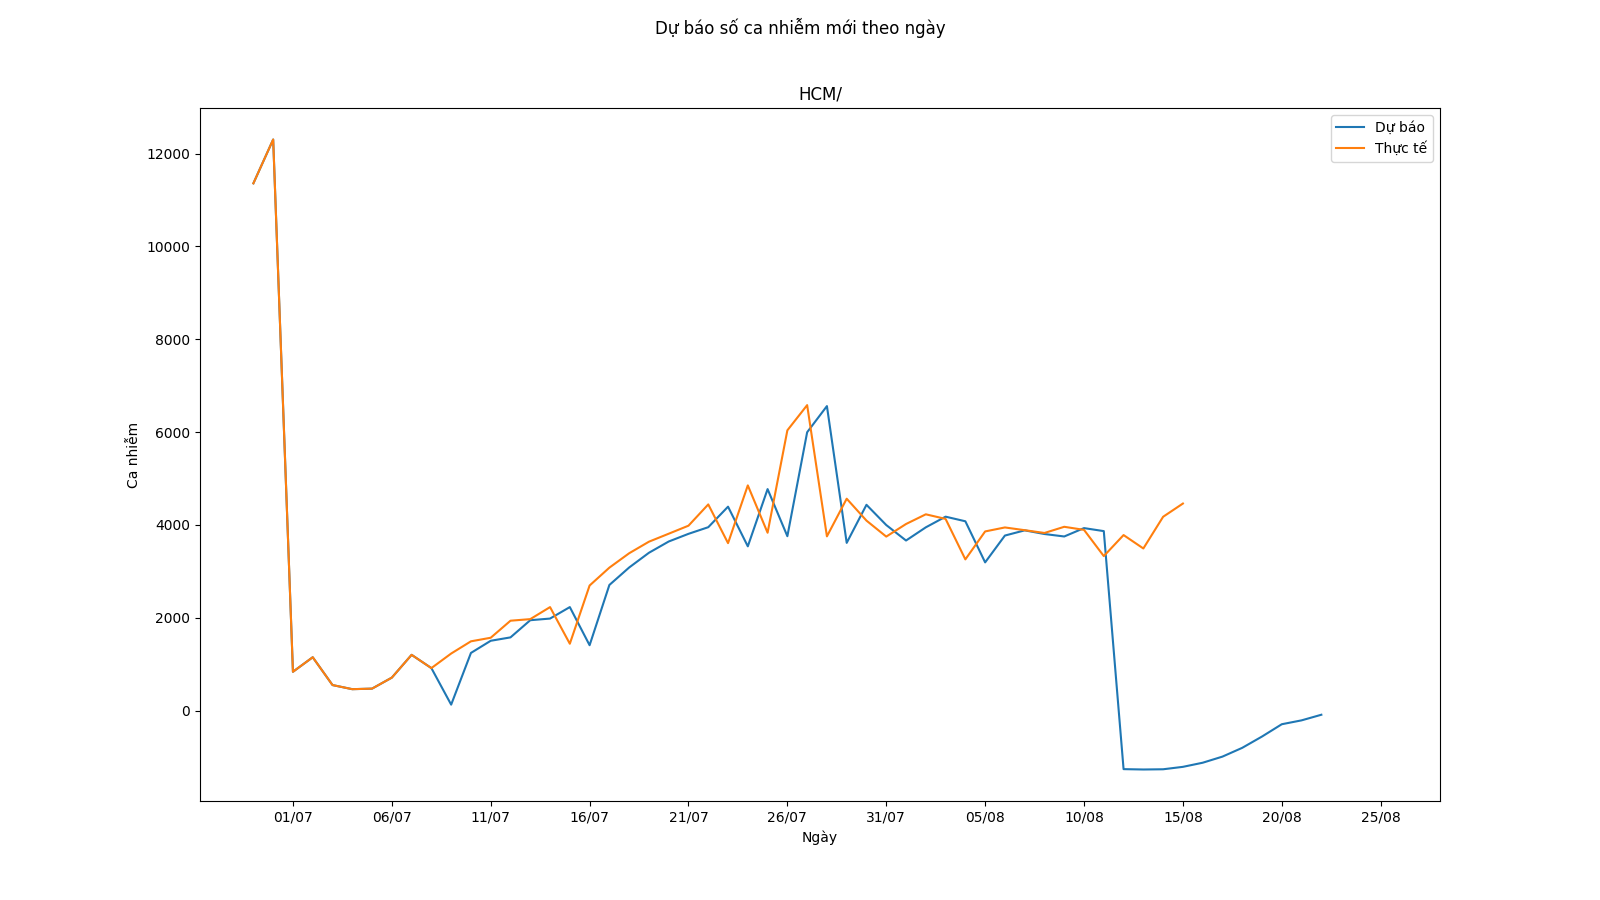 Dự báo số ca nhiễm mới theo ngày
HCM/
Dự báo
Thực tế
12000
10000
8000
6000
4000
2000
0
Ca nhiễm
01/07 06/07 11/07 16/07 21/07 26/07 31/07 05/08 10/08 15/08 20/08 25/08
Ngày